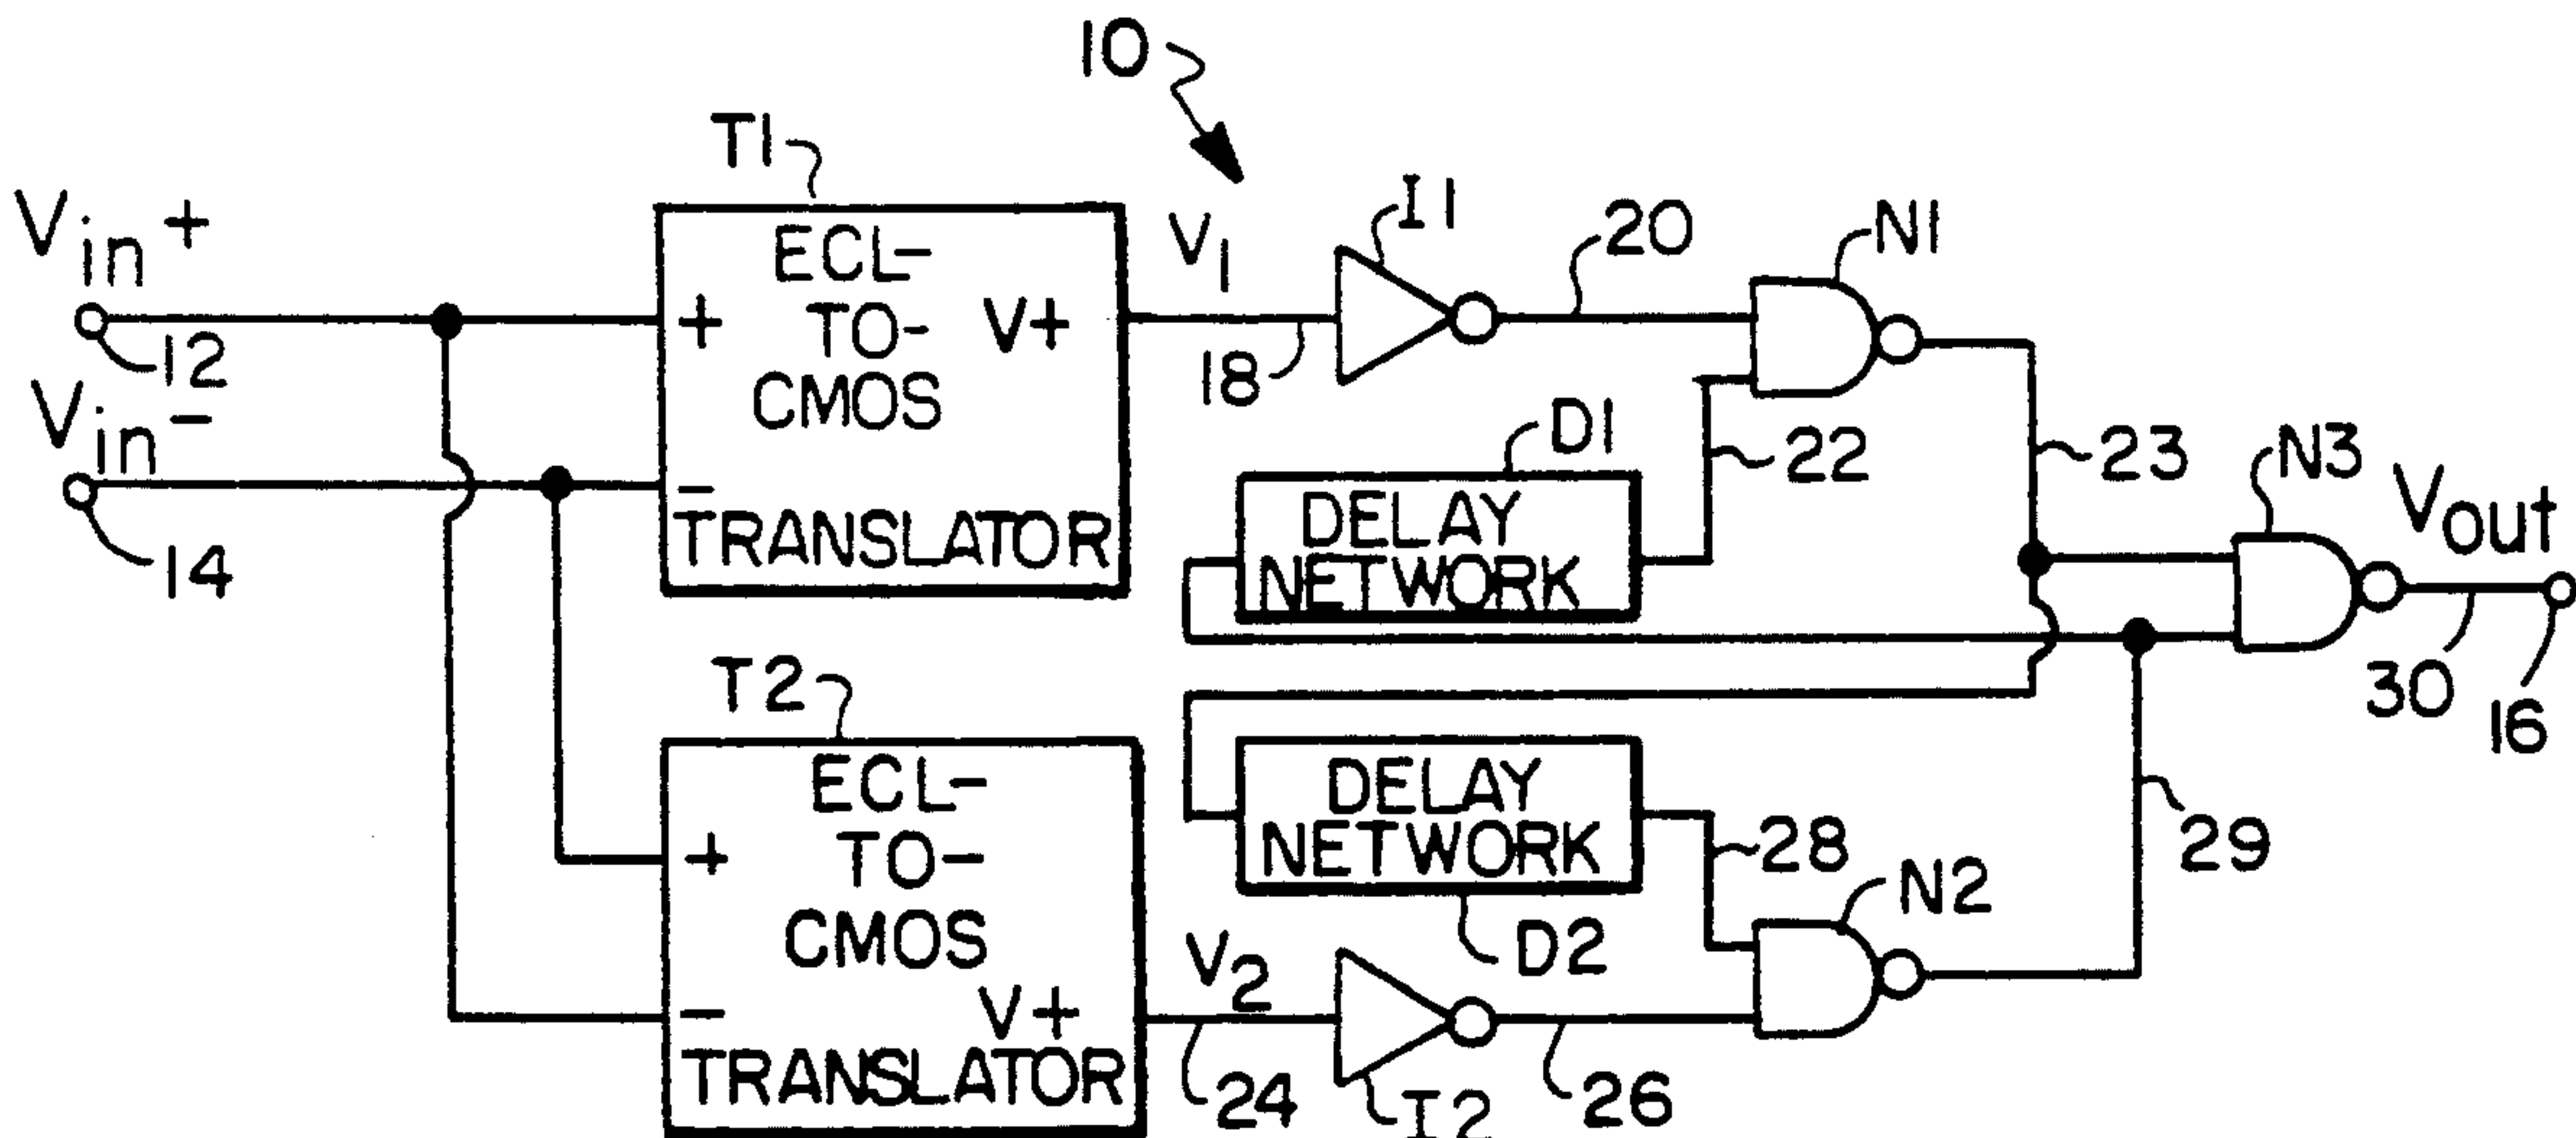 10
T1
Vin+
12
Vin-
14
ECL-
TO-
CMOS
TRANSLATOR
+
-
V+
V1
18
I1
20
N1
D1
DELAY
NETWORK
22
23
N3
Vout
30
16
T2
ECL-
TO-
CMOS
TRANSLATOR
+
-
V+
V2
24
I2
26
DELAY
NETWORK
D2
28
N2
29